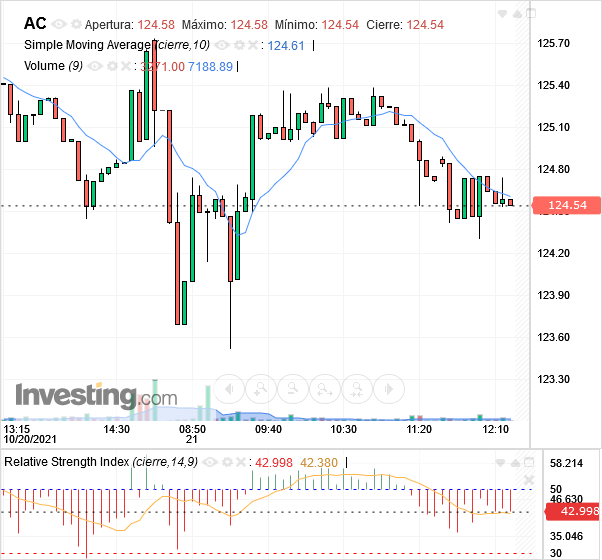 AC Apertura: 124.58 Máximo: 124.58 Mínimo: 124.54 Cierre: 124.54
Simple Moving Average (cierre,10) : 124.61
Volume (9) : 3271.00 7188.89
125.70
125.40
125.10
124.80
124.54
124.50
124.20
123.90
123.60
123.30
Investing.com
13:15 14:30 08:50 09:40 10:30 11:20 12:10
10/20/2021 21
Relative Strength Index (cierre,14,9) : 42.998 42.380
58.214
50
46.630
42.998
35.046
30